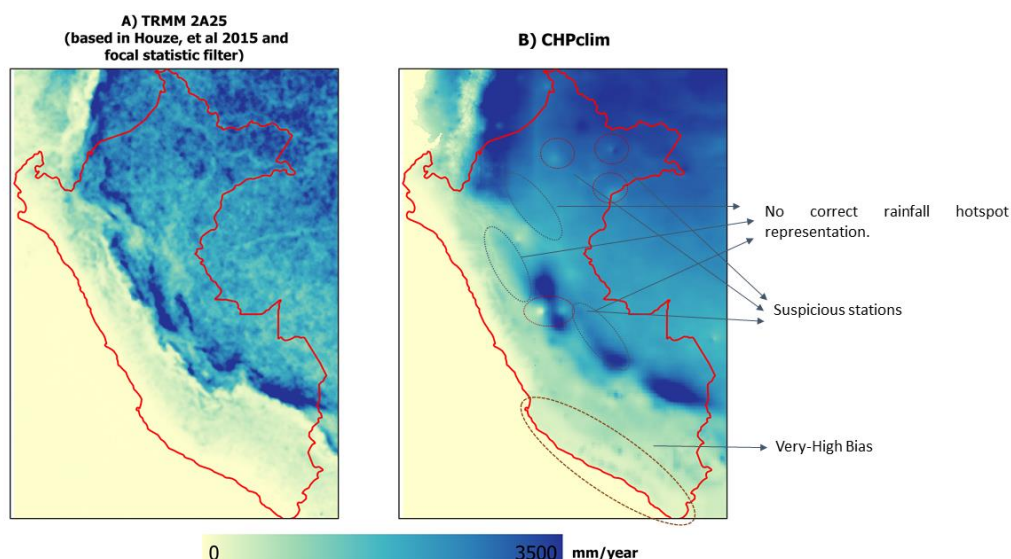 A) TRMM 2A25
(based in Houze, et al 2015 and
focal statistic filter)
B) CHPclim
No correct rainfall hotspot
representation.
Suspicious stations
Very-High Bias
0 3500 mm/year